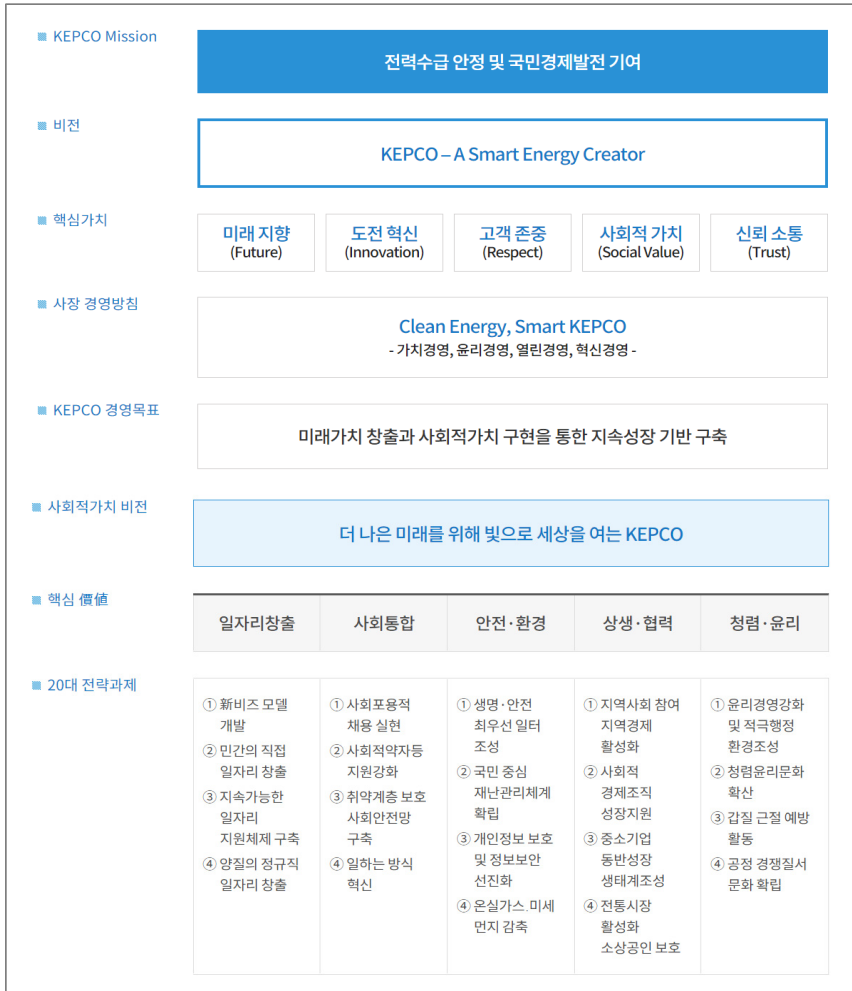 KEPCO Mission
전력수급 안정 및 국민경제발전 기여
비전
KEPCO – A Smart Energy Creator
핵심가치
미래 지향
(Future)
도전 혁신
(Innovation)
고객 존중
(Respect)
사회적 가치
(Social Value)
신뢰 소통
(Trust)
사장 경영방침
Clean Energy, Smart KEPCO
- 가치경영, 윤리경영, 열린경영, 혁신경영 -
KEPCO 경영목표
미래가치 창출과 사회적가치 구현을 통한 지속성장 기반 구축
사회적가치 비전
더 나은 미래를 위해 빛으로 세상을 여는 KEPCO
핵심 價値
일자리창출
사회통합
안전·환경
상생·협력
청렴·윤리
20대 전략과제
① 新비즈 모델
개발
② 민간의 직접
일자리 창출
③ 지속가능한
일자리
지원체제 구축
④ 양질의 정규직
일자리 창출
① 사회포용적
채용 실현
② 사회적약자등
지원강화
③ 취약계층 보호
사회안전망
구축
④ 일하는 방식
혁신
① 생명·안전
최우선 일터
조성
② 국민 중심
재난관리체계
확립
③ 개인정보 보호
및 정보보안
선진화
④ 온실가스.미세
먼지 감축
① 지역사회 참여
지역경제
활성화
② 사회적
경제조직
성장지원
③ 중소기업
동반성장
생태계조성
④ 전통시장
활성화
소상공인 보호
① 윤리경영강화
및 적극행정
환경조성
② 청렴윤리문화
확산
③ 갑질 근절 예방
활동
④ 공정 경쟁질서
문화 확립